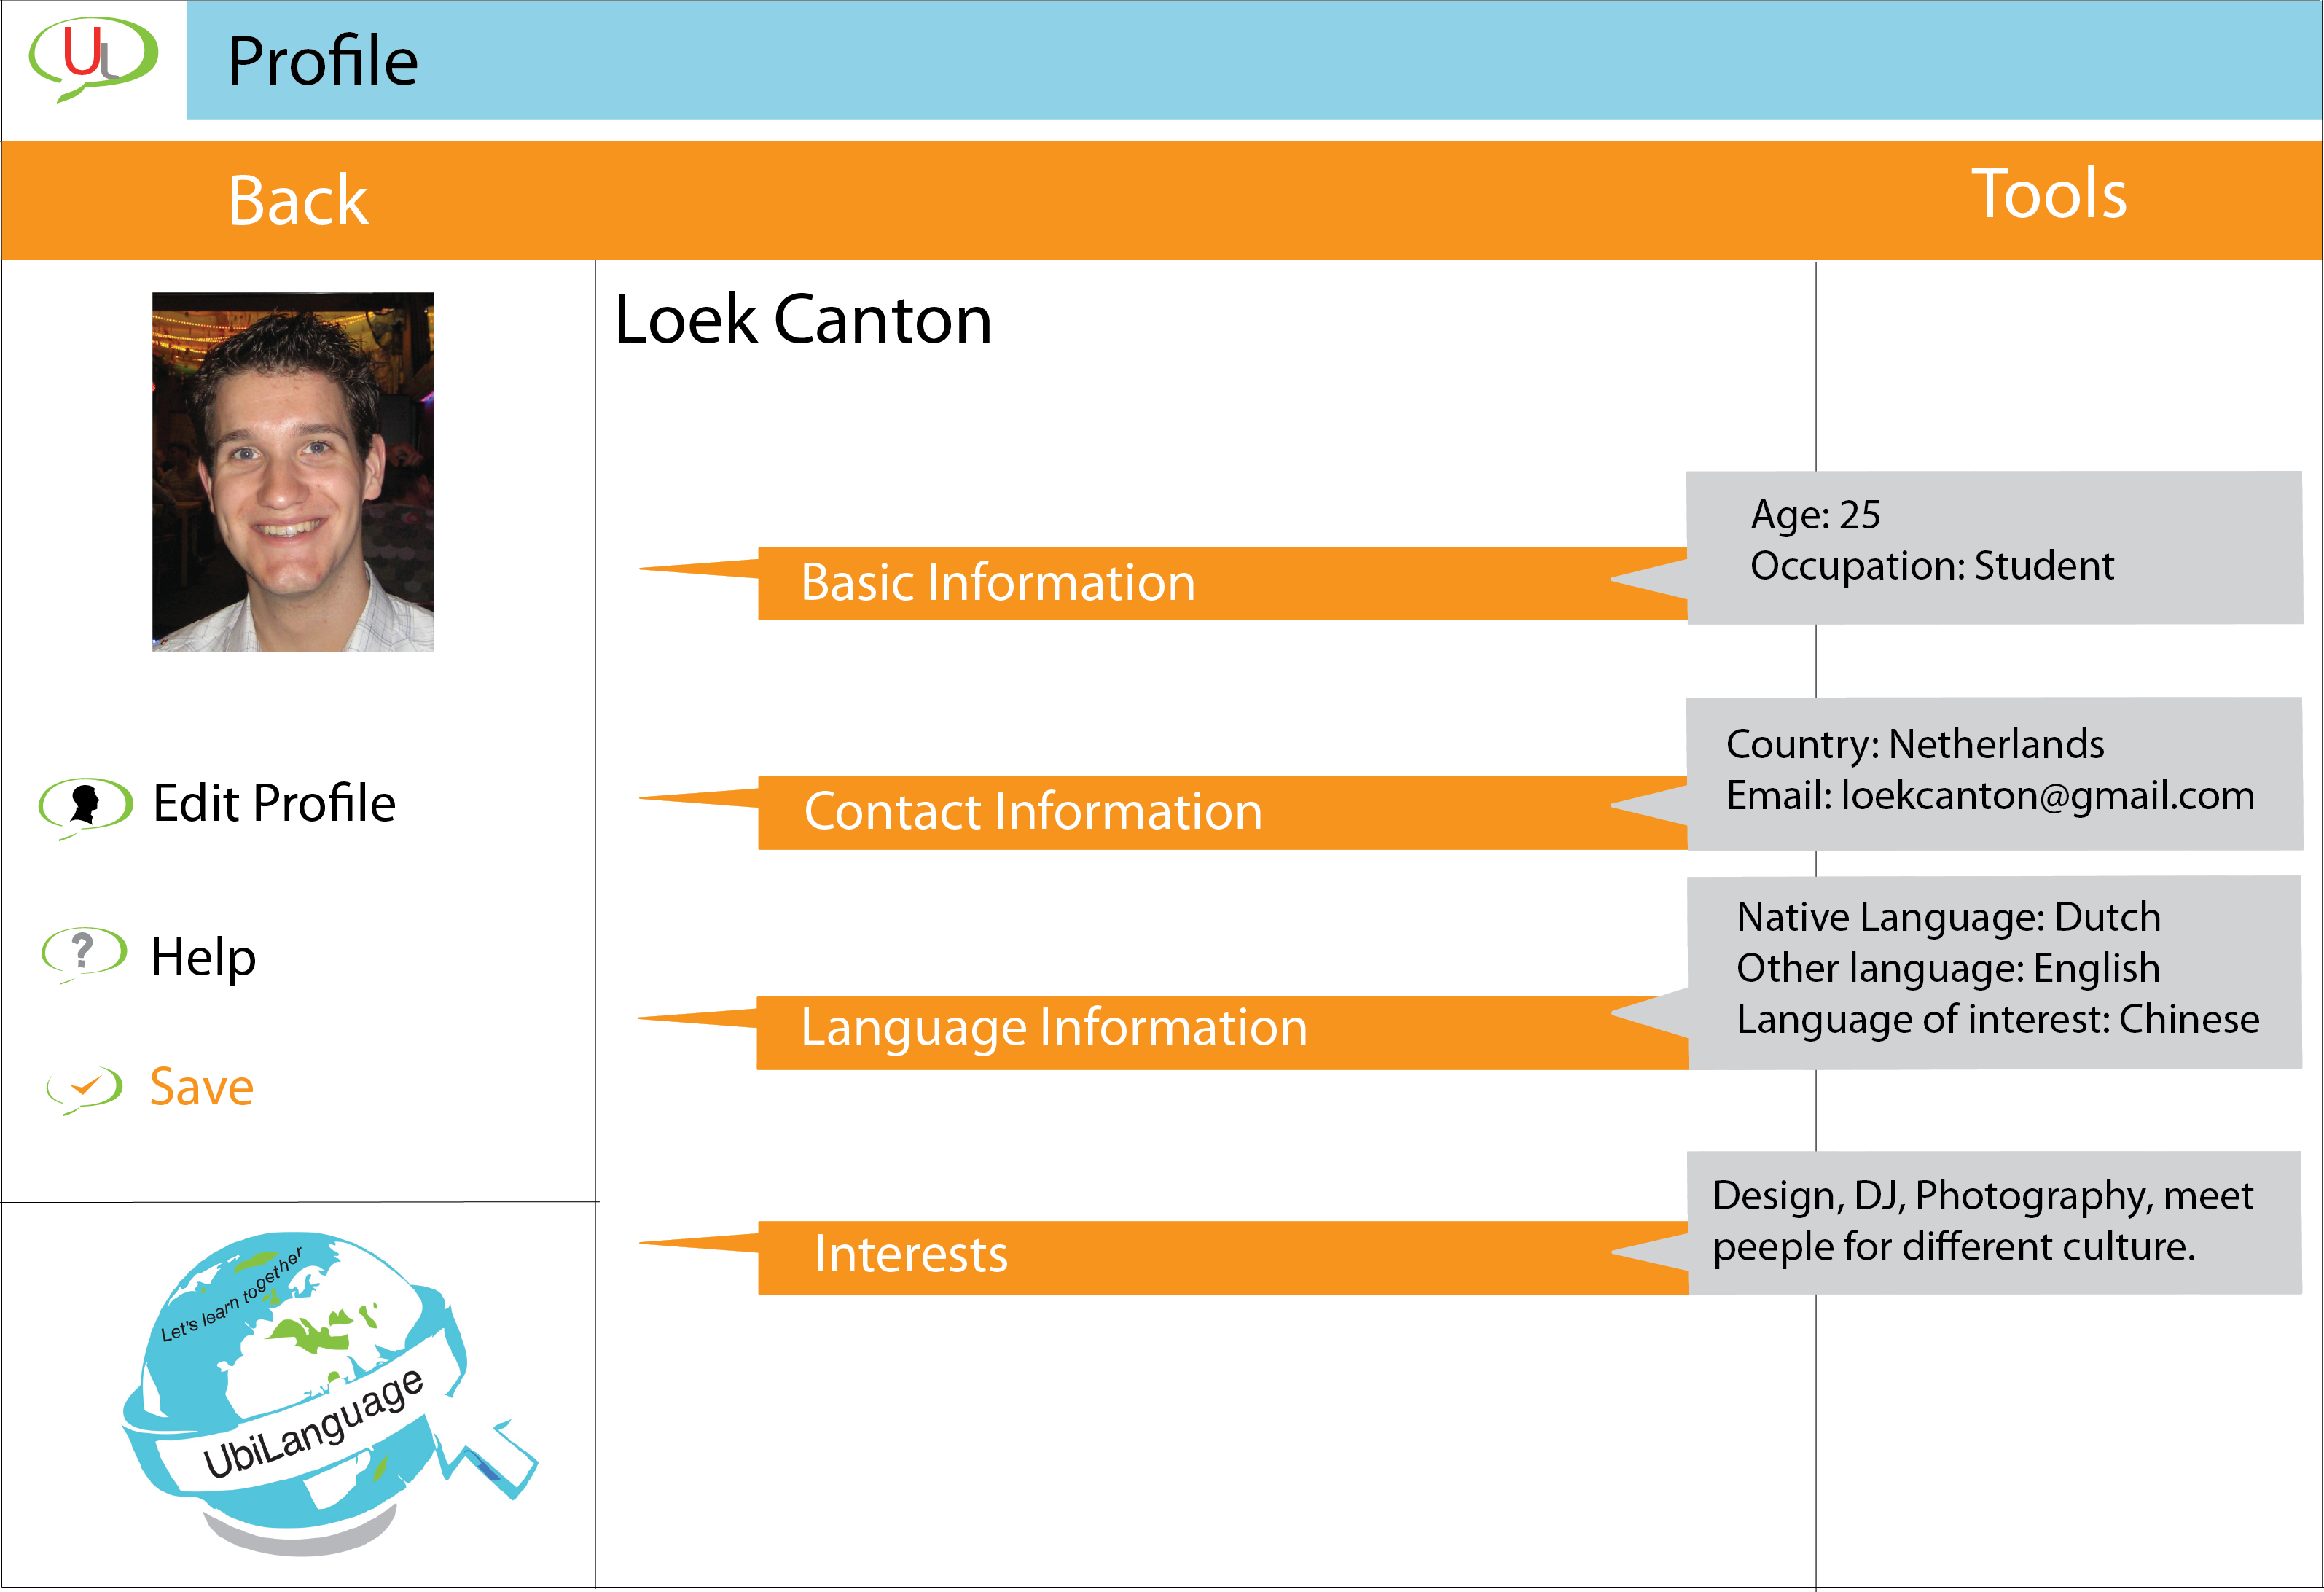 UL
Profile
Back
Tools
Loek Canton
Basic Information
Age: 25
Occupation: Student
Edit Profile
Contact Information
Country: Netherlands
Email: loekcanton@gmail.com
Help
Language Information
Native Language: Dutch
Other language: English
Language of interest: Chinese
Save
Interests
Design, DJ, Photography, meet
peeple for different culture.
Let's learn together
UbiLanguage